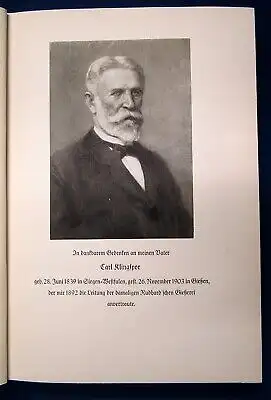 In dankbarem Gedenken an meinen Vater
Carl Klingspor
geb. 28. Juni 1839 in Siegen-Westfalen, gest. 26. November 1903 in Gießen,
der mir 1892 die Leitung der damaligen Rudhard'schen Gießerei
anvertraute.